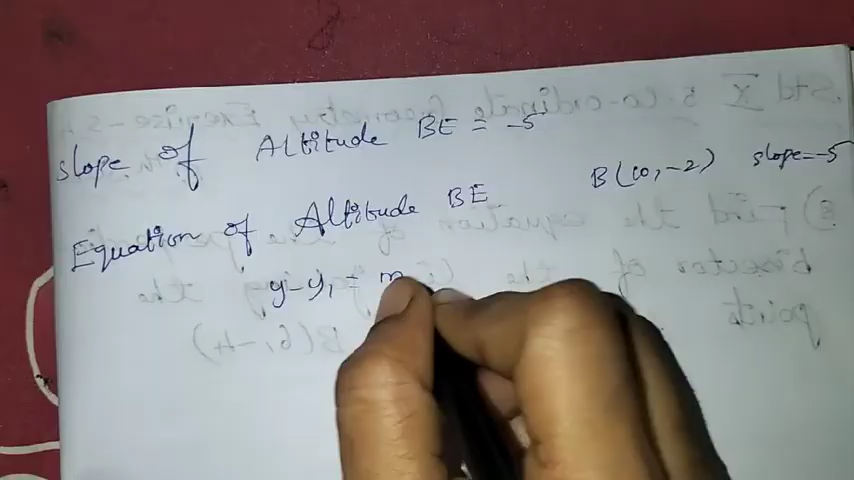 slope of Altitude BE = -5
B(10,-2) slope=-5
Equation of Altitude BE
y-y₁ = m